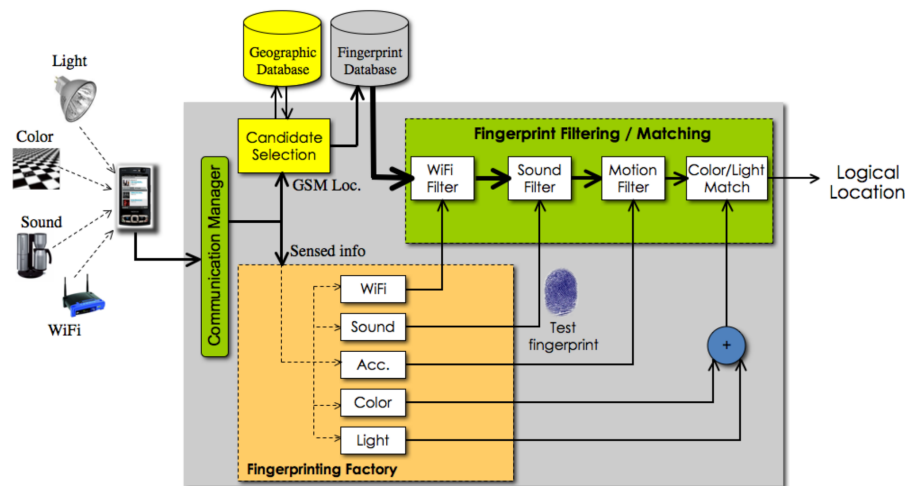 Light
Color
Sound
WiFi
Communication Manager
Geographic
Database
Fingerprint
Database
Candidate
Selection
GSM Loc.
Sensed info
Fingerprint Filtering / Matching
WiFi
Filter
Sound
Filter
Motion
Filter
Color/Light
Match
Logical
Location
WiFi
Sound
Acc.
Color
Light
Fingerprinting Factory
Test
fingerprint
+